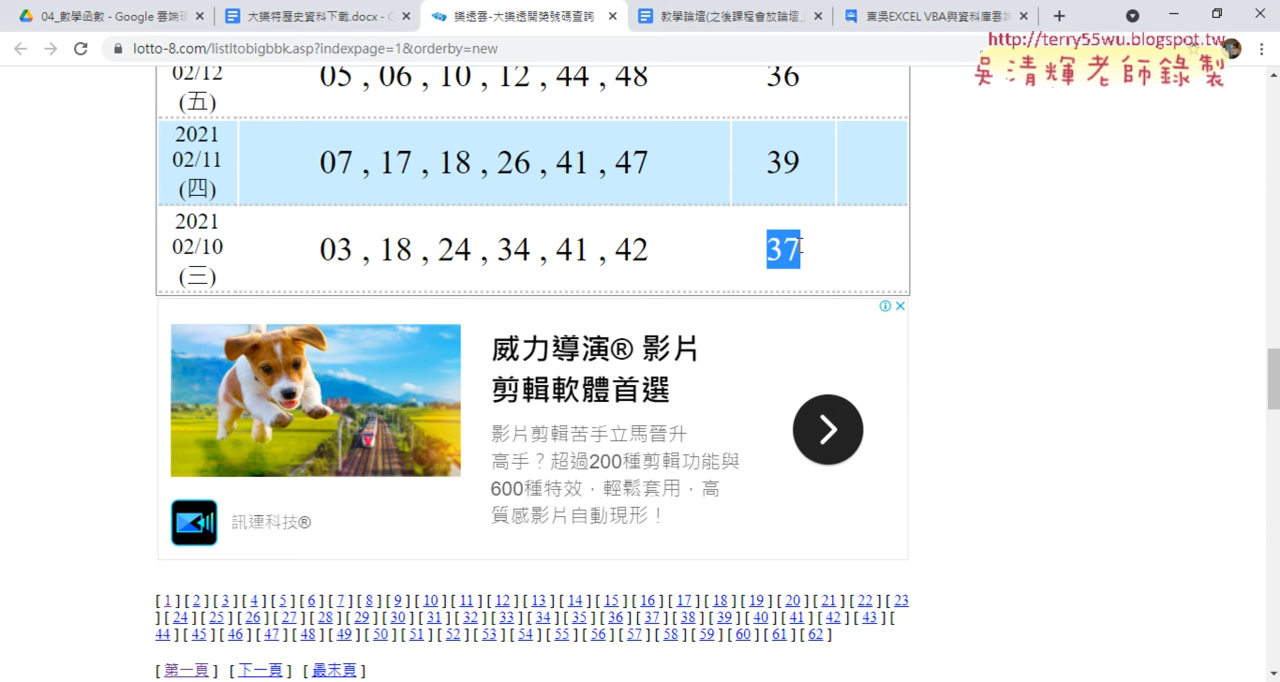 04_數學函數 - Google 雲端硬
大樂特歷史資料下載.docx - G
樂透雲-大樂透開獎號碼查詢
教學論壇(之後課程會放論壇上
東吳EXCEL VBA與資料庫雲端
lotto-8.com/listltobigbbk.asp?indexpage=1&orderby=new
http://terry55wu.blogspot.tw
吳清輝老師錄製
02/12
(五)
05 , 06 , 10 , 12 , 44 , 48
36
2021
02/11
(四)
07 , 17 , 18 , 26 , 41 , 47
39
2021
02/10
(三)
03 , 18 , 24 , 34 , 41 , 42
37
威力導演® 影片
剪輯軟體首選
影片剪輯苦手立馬晉升
高手？超過200種剪輯功能與
600種特效，輕鬆套用，高
質感影片自動現形！
訊連科技®
[ 1 ] [ 2 ] [ 3 ] [ 4 ] [ 5 ] [ 6 ] [ 7 ] [ 8 ] [ 9 ] [ 10 ] [ 11 ] [ 12 ] [ 13 ] [ 14 ] [ 15 ] [ 16 ] [ 17 ] [ 18 ] [ 19 ] [ 20 ] [ 21 ] [ 22 ] [ 23
] [ 24 ] [ 25 ] [ 26 ] [ 27 ] [ 28 ] [ 29 ] [ 30 ] [ 31 ] [ 32 ] [ 33 ] [ 34 ] [ 35 ] [ 36 ] [ 37 ] [ 38 ] [ 39 ] [ 40 ] [ 41 ] [ 42 ] [ 43 ] [
44 ] [ 45 ] [ 46 ] [ 47 ] [ 48 ] [ 49 ] [ 50 ] [ 51 ] [ 52 ] [ 53 ] [ 54 ] [ 55 ] [ 56 ] [ 57 ] [ 58 ] [ 59 ] [ 60 ] [ 61 ] [ 62 ]
[ 第一頁 ] [ 下一頁 ] [ 最末頁 ]